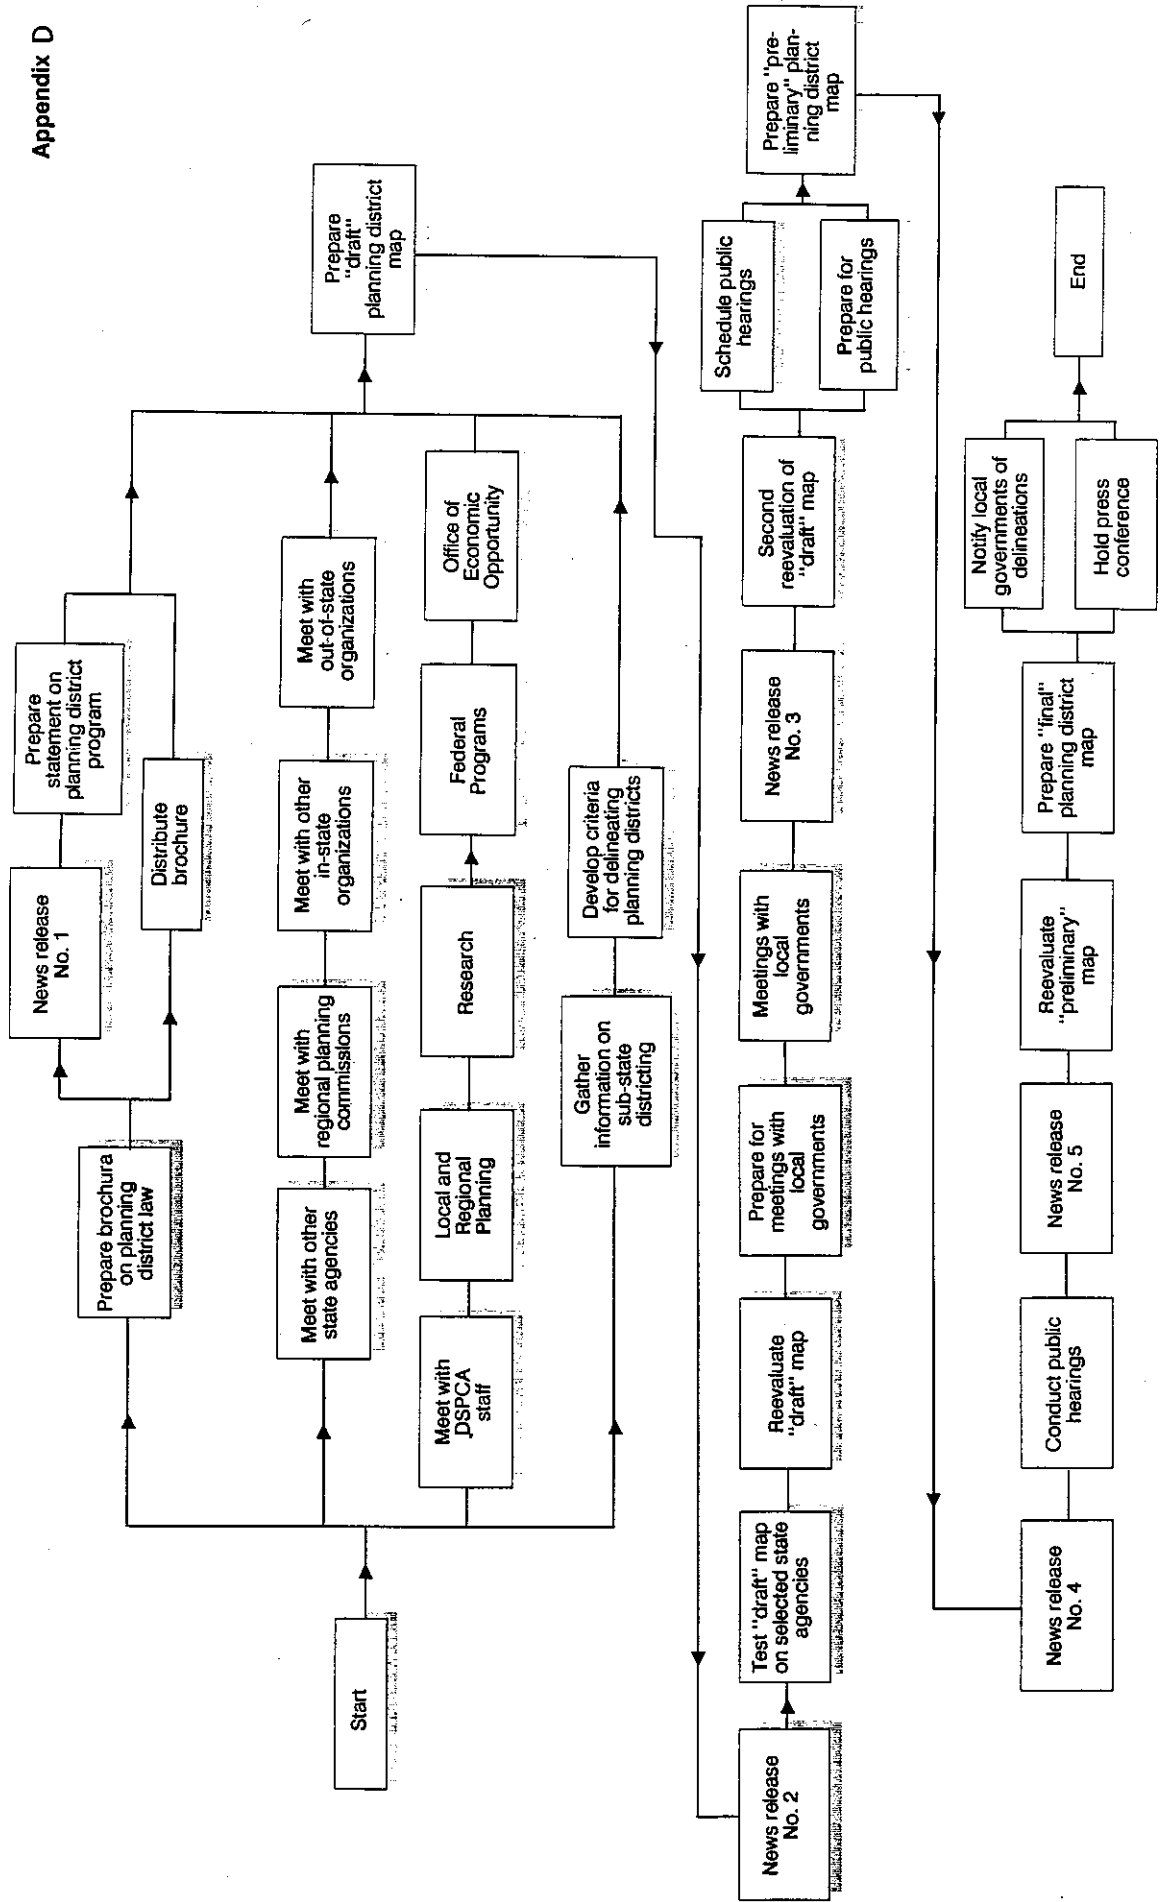 Appendix D
Start
Prepare brochura
on planning
district law
News release
No. 1
Prepare
statement on
planning district
program
Distribute
brochure
Meet with other
state agencies
Meet with
regional planning
commissions
Meet with other
in-state
organizations
Meet with
out-of-state
organizations
Meet with
DSPCA
staff
Local and
Regional
Planning
Research
Federal
Programs
Office of
Economic
Opportunity
Gather
information on
sub-state
districting
Develop criteria
for delineating
planning districts
Prepare
"draft"
planning district
map
News release
No. 2
Test "draft" map
on selected state
agencies
Reevaluate
"draft" map
Prepare for
meetings with
local
governments
Meetings with
local
governments
News release
No. 3
Second
reevaluation of
"draft" map
Schedule public
hearings
Prepare for
public hearings
Prepare "pre-
liminary" plan-
ning district
map
News release
No. 4
Conduct public
hearings
News release
No. 5
Reevaluate
"preliminary"
map
Prepare "final"
planning district
map
Notify local
governments of
delineations
Hold press
conference
End